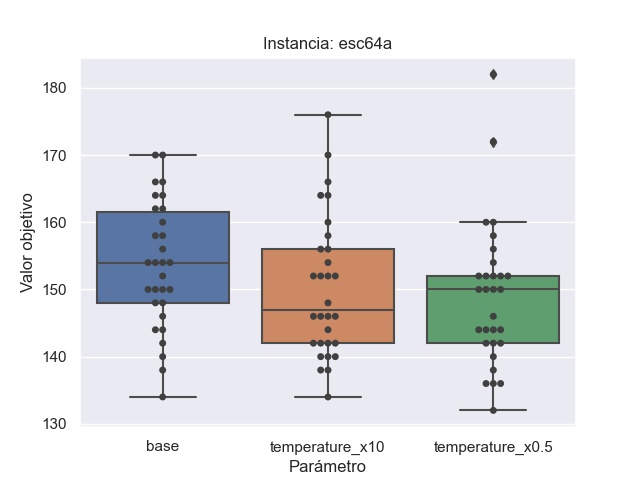 Instancia: esc64a
180
170
160
150
140
130
Valor objetivo
base
temperature_x10
temperature_x0.5
Parámetro